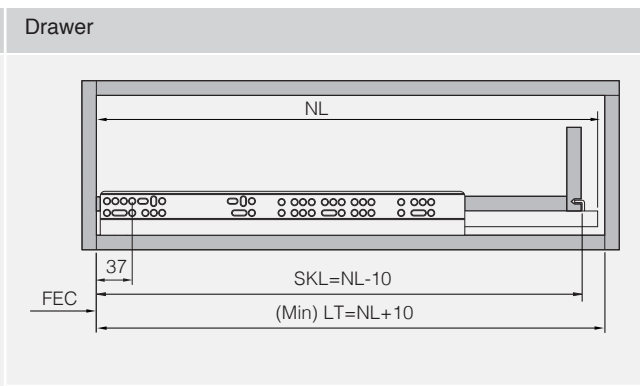 Drawer
NL
37
SKL=NL-10
FEC
(Min) LT=NL+10